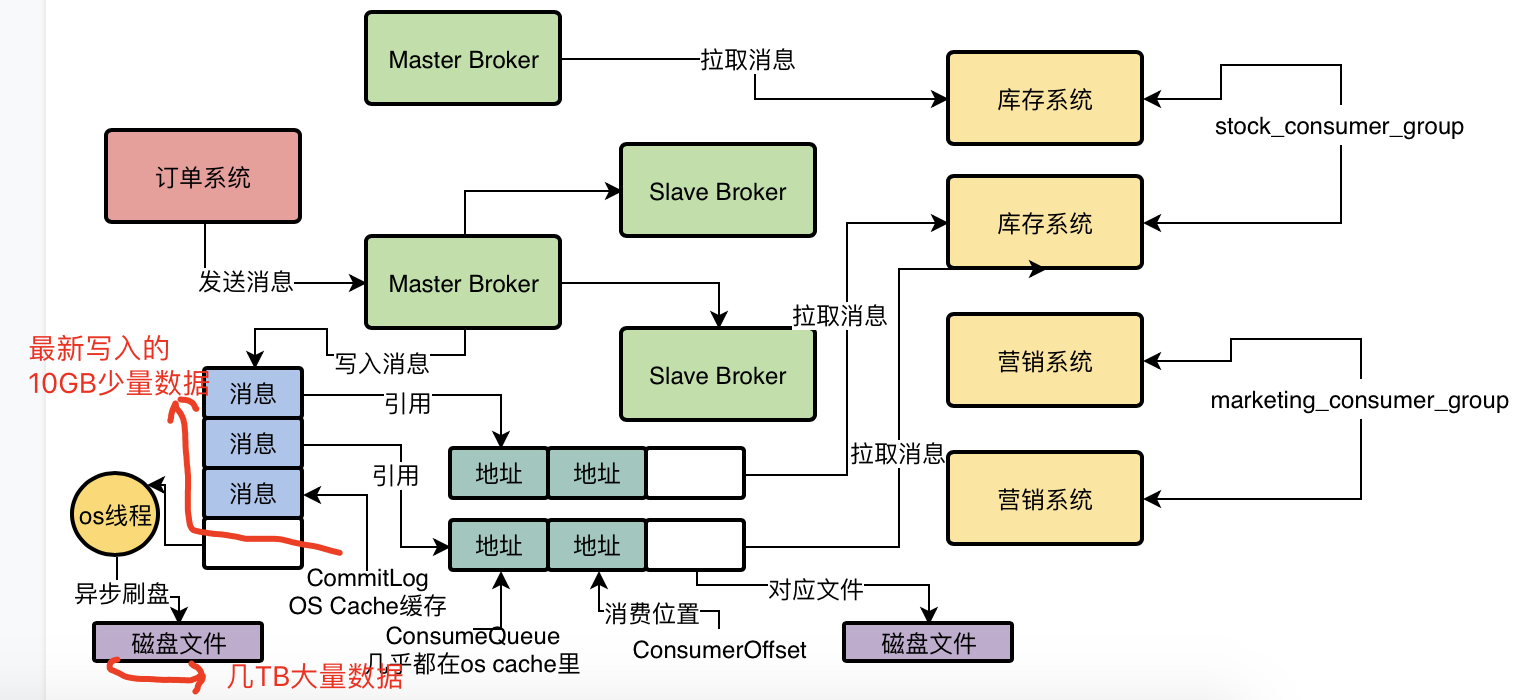 Master Broker
拉取消息
库存系统
stock_consumer_group
订单系统
Slave Broker
库存系统
发送消息
Master Broker
拉取消息
营销系统
最新写入的
10GB少量数据
写入消息
Slave Broker
marketing_consumer_group
消息
引用
消息
引用
拉取消息
地址
地址
营销系统
消息
os线程
地址
地址
CommitLog
OS Cache缓存
异步刷盘
对应文件
消费位置
ConsumeQueue
几乎都在os cache里
ConsumerOffset
磁盘文件
磁盘文件
几TB大量数据